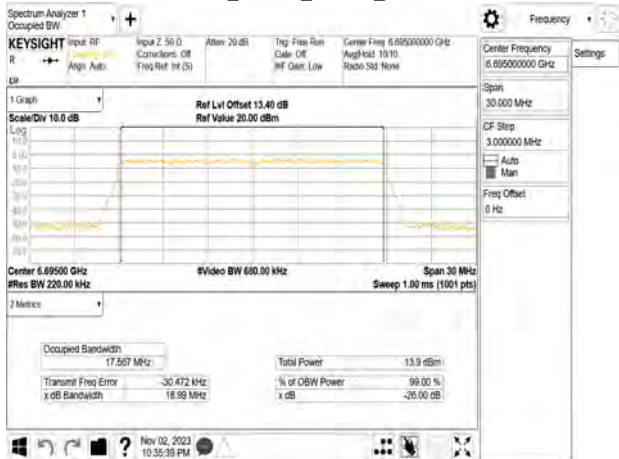 Spectrum Analyzer 1
Occupied BW
+
Frequency
KEYSIGHT
R
Input: RF
Align: Auto
Input Z: 50 Ω
Corrections: Off
Freq Ref: Int (S)
Atten: 20 dB
Trig: Free Run
Gate: Off
#IF Gain: Low
Center Freq: 6.695000000 GHz
Avg|Hold: 10/10
Radio Std: None
Center Frequency
6.695000000 GHz
Settings
Span
30.000 MHz
CF Step
3.000000 MHz
Auto
Man
Freq Offset
0 Hz
1 Graph
Scale/Div 10.0 dB
Ref Lvl Offset 13.40 dB
Ref Value 20.00 dBm
Log
10.0
0.00
Center 6.69500 GHz
#Res BW 220.00 kHz
#Video BW 680.00 kHz
Span 30 MHz
Sweep 1.00 ms (1001 pts)
2 Metrics
Occupied Bandwidth
17.557 MHz
Total Power 13.9 dBm
Transmit Freq Error -30.472 kHz
% of OBW Power 99.00 %
x dB Bandwidth 18.99 MHz
x dB -26.00 dB
?
Nov 02, 2023
10:35:39 PM